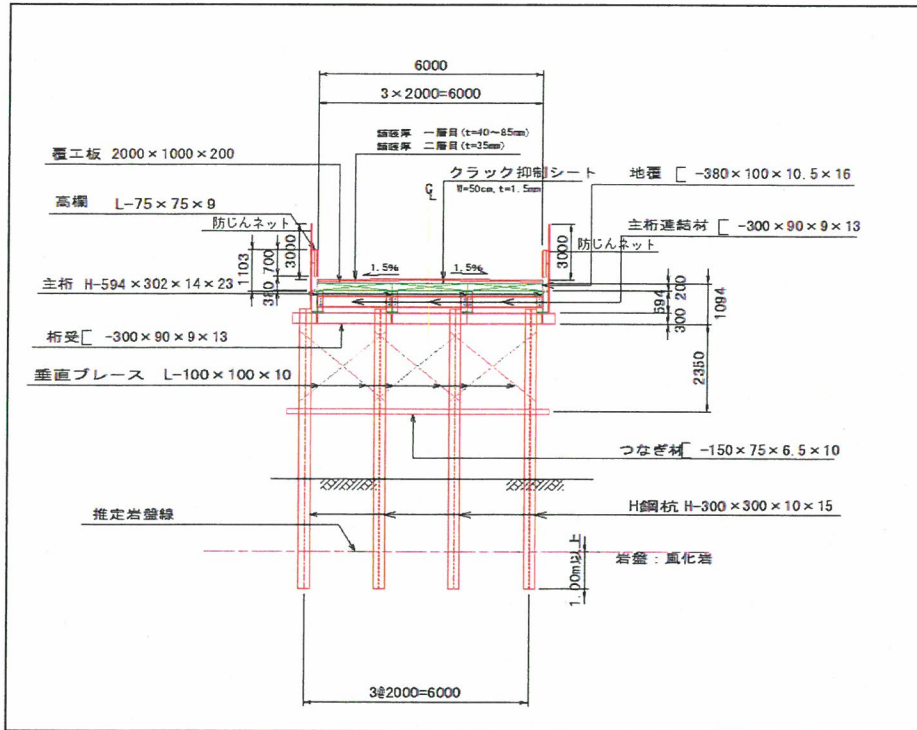 6000
3×2000=6000
舗装厚 一層目(t=40~85mm)
舗装厚 二層目(t=35mm)
覆工板 2000×1000×200
クラック抑制シート
W=50cm, t=1.5mm
地覆 [ -380×100×10.5×16
高欄 L-75×75×9
防じんネット
主桁連結材 [ -300×90×9×13
防じんネット
3000
700
1103
380
1.5%
1.5%
3000
主桁 H-594×302×14×23
200
594
300
1094
桁受[ -300×90×9×13
2350
垂直ブレース L-100×100×10
つなぎ材[ -150×75×6.5×10
推定岩盤線
H鋼杭 H-300×300×10×15
岩盤:風化岩
1.00m以上
3@2000=6000